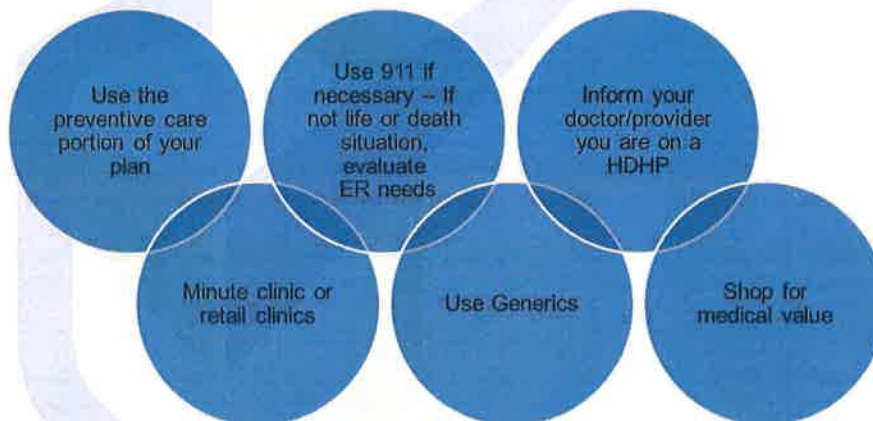 Use the
preventive care
portion of your
plan
Use 911 if
necessary – If
not life or death
situation,
evaluate
ER needs
Inform your
doctor/provider
you are on a
HDHP
Minute clinic or
retail clinics
Use Generics
Shop for
medical value